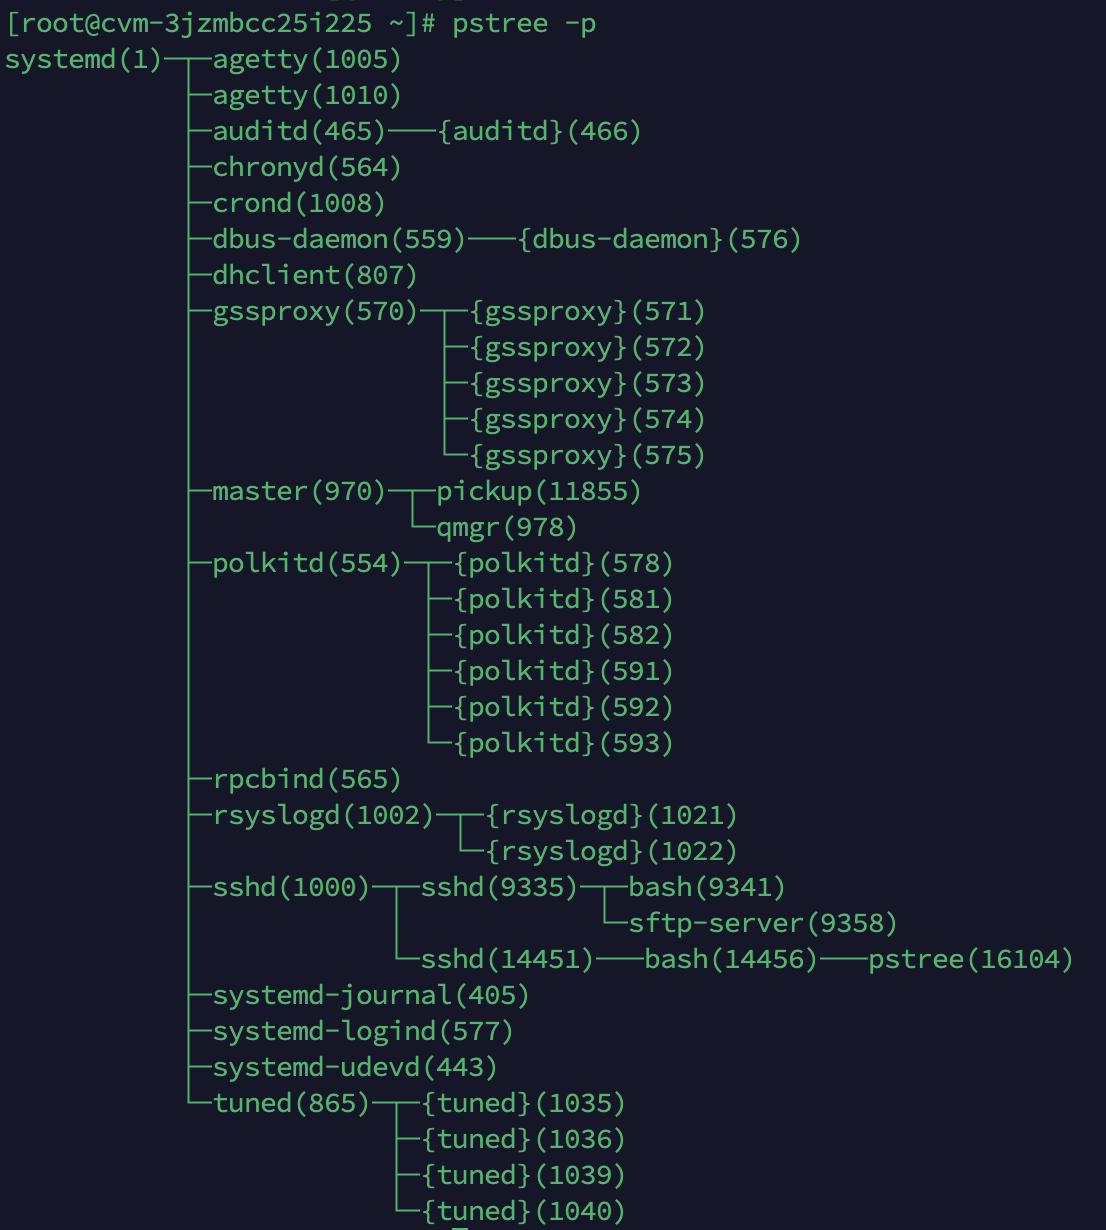 [root@cvm-3jzmbcc25i225 ~]# pstree -p
systemd(1)─┬─agetty(1005)
           ├─agetty(1010)
           ├─auditd(465)───{auditd}(466)
           ├─chronyd(564)
           ├─crond(1008)
           ├─dbus-daemon(559)───{dbus-daemon}(576)
           ├─dhclient(807)
           ├─gssproxy(570)─┬─{gssproxy}(571)
           │               ├─{gssproxy}(572)
           │               ├─{gssproxy}(573)
           │               ├─{gssproxy}(574)
           │               └─{gssproxy}(575)
           ├─master(970)─┬─pickup(11855)
           │             └─qmgr(978)
           ├─polkitd(554)─┬─{polkitd}(578)
           │              ├─{polkitd}(581)
           │              ├─{polkitd}(582)
           │              ├─{polkitd}(591)
           │              ├─{polkitd}(592)
           │              └─{polkitd}(593)
           ├─rpcbind(565)
           ├─rsyslogd(1002)─┬─{rsyslogd}(1021)
           │                └─{rsyslogd}(1022)
           ├─sshd(1000)─┬─sshd(9335)─┬─bash(9341)
           │            │            └─sftp-server(9358)
           │            └─sshd(14451)───bash(14456)───pstree(16104)
           ├─systemd-journal(405)
           ├─systemd-logind(577)
           ├─systemd-udevd(443)
           └─tuned(865)─┬─{tuned}(1035)
                        ├─{tuned}(1036)
                        ├─{tuned}(1039)
                        └─{tuned}(1040)